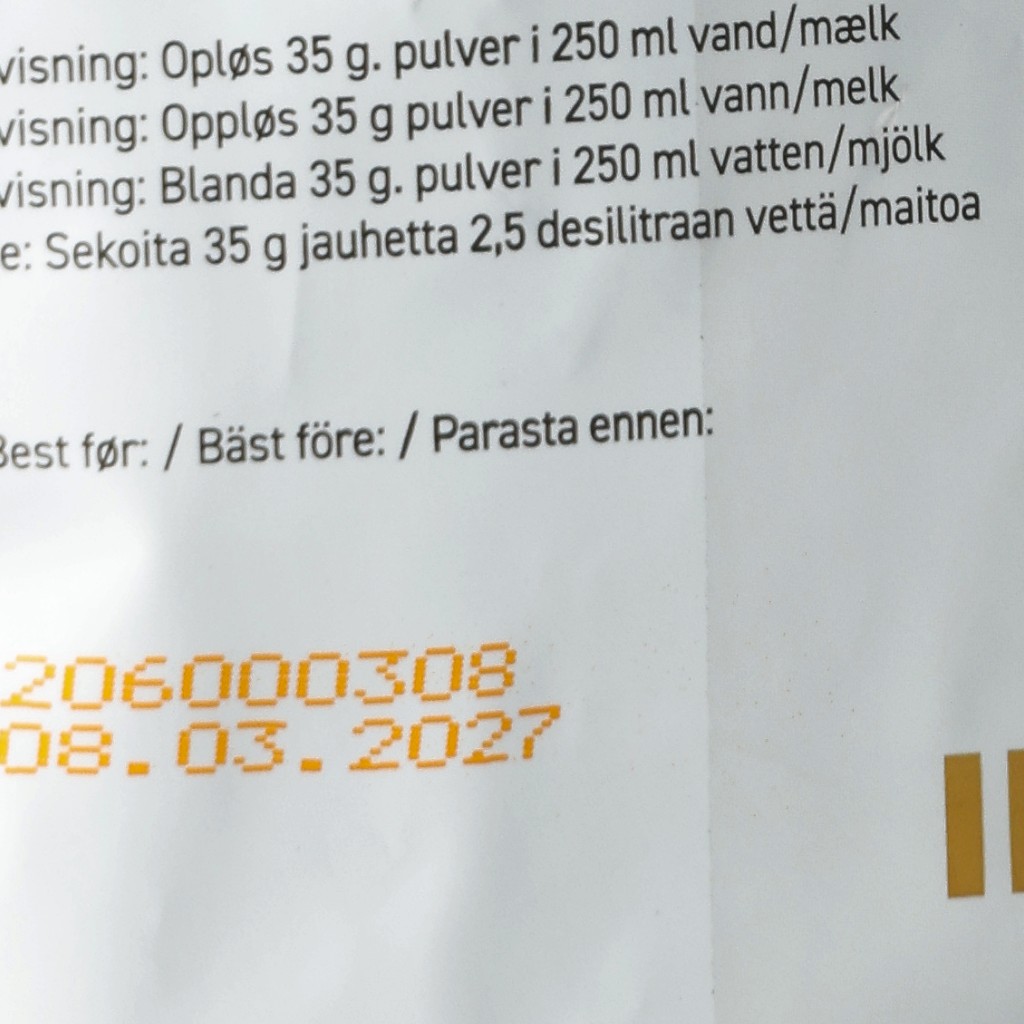 visning: Opløs 35 g. pulver i 250 ml vand/mælk
visning: Oppløs 35 g pulver i 250 ml vann/melk
visning: Blanda 35 g. pulver i 250 ml vatten/mjölk
e: Sekoita 35 g jauhetta 2,5 desilitraan vettä/maitoa
Best før: / Bäst före: / Parasta ennen:
206000308
08.03.2027